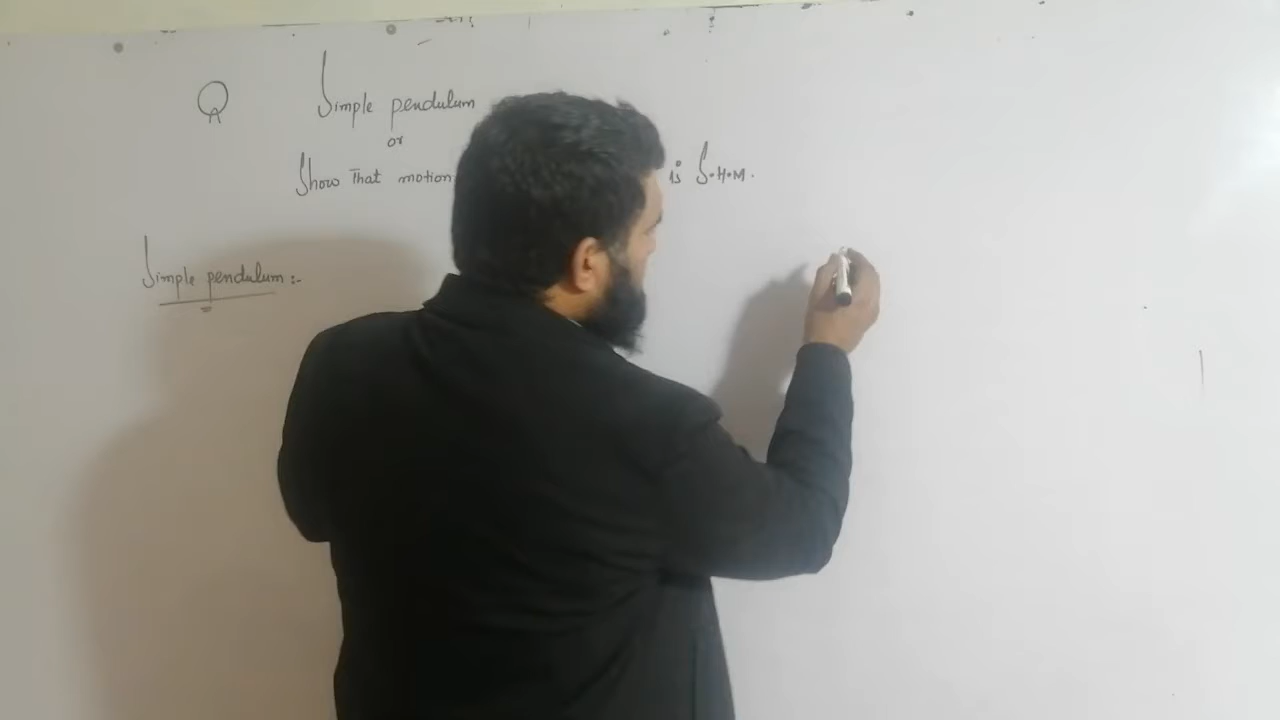 Q Simple pendulum
or
Show That motion is S.H.M.
Simple pendulum :-